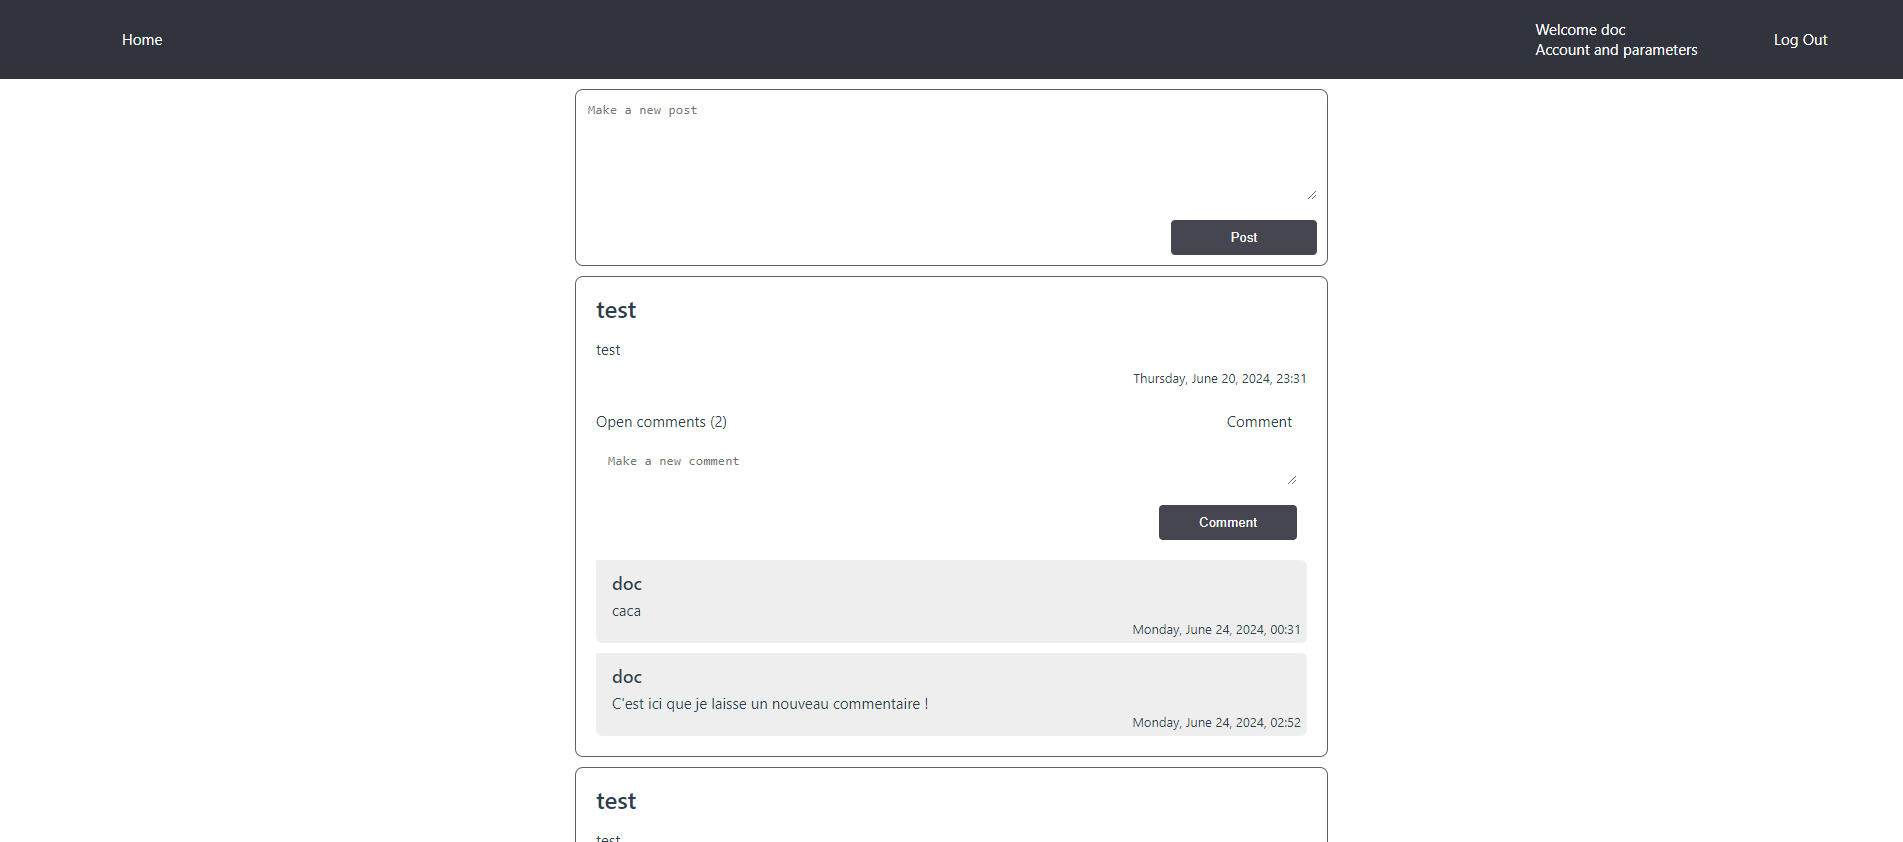 Home
Welcome doc
Account and parameters
Log Out
Make a new post
Post
test
test
Thursday, June 20, 2024, 23:31
Open comments (2)
Comment
Make a new comment
Comment
doc
caca
Monday, June 24, 2024, 00:31
doc
C'est ici que je laisse un nouveau commentaire !
Monday, June 24, 2024, 02:52
test
test